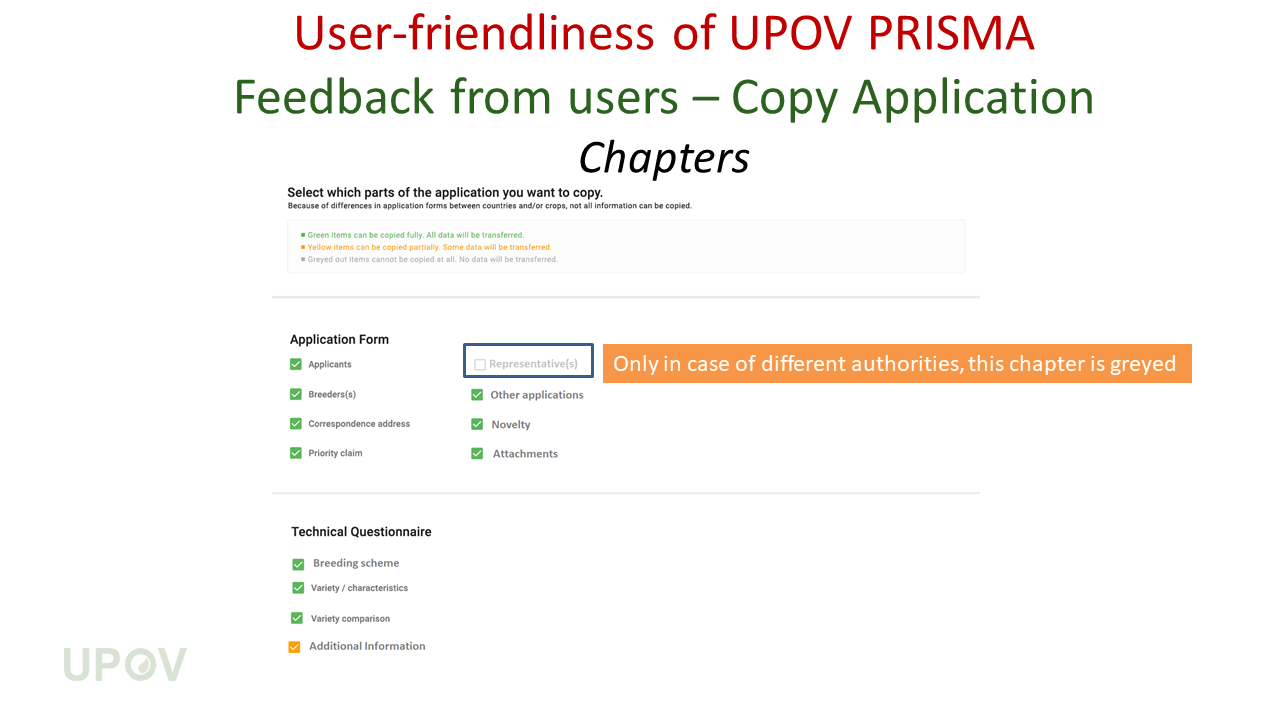 User-friendliness of UPOV PRISMA
Feedback from users – Copy Application
Chapters
Select which parts of the application you want to copy.
Because of differences in application forms between countries and/or crops, not all information can be copied.
Green items can be copied fully. All data will be transferred.
Yellow items can be copied partially. Some data will be transferred.
Greyed out items cannot be copied at all. No data will be transferred.
Application Form
Applicants
Representative(s)
Only in case of different authorities, this chapter is greyed
Breeders(s)
Other applications
Correspondence address
Novelty
Priority claim
Attachments
Technical Questionnaire
Breeding scheme
Variety / characteristics
Variety comparison
Additional Information
UPOV